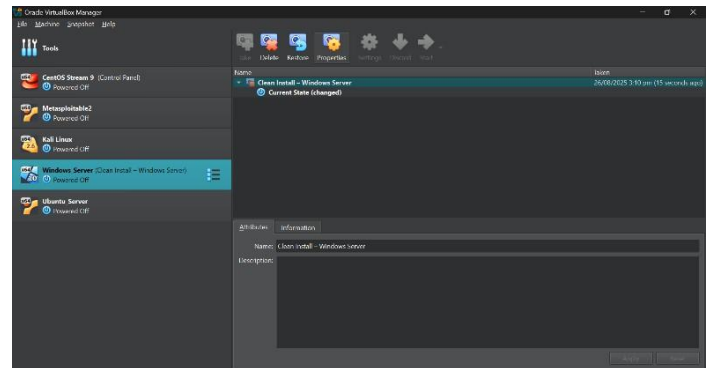 Oracle VirtualBox Manager
File Machine Snapshot Help
Tools
Take Delete Restore Properties Settings Discard Start
Name Taken
Clean Install – Windows Server 26/08/2025 3:10 pm (15 seconds ago)
Current State (changed)
CentOS Stream 9 (Control Panel)
Powered Off
Metasploitable2
Powered Off
Kali Linux
Powered Off
Windows Server (Clean Install – Windows Server)
Powered Off
Ubuntu Server
Powered Off
Attributes Information
Name: Clean Install – Windows Server
Description:
Apply